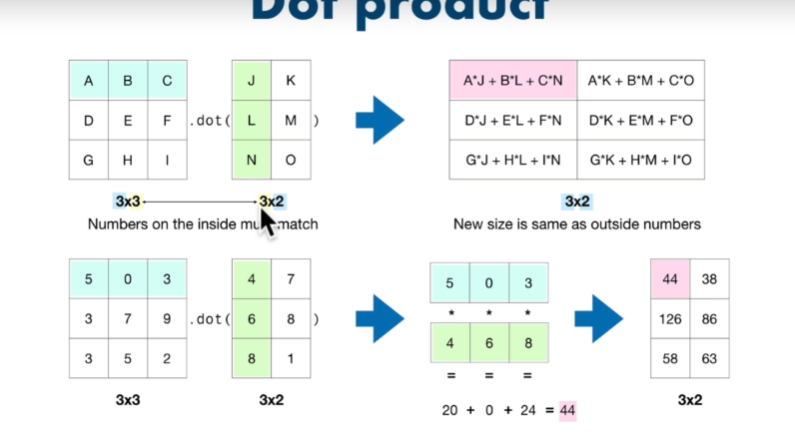 Dot product
A B C
D E F
G H I
.dot(
J K
L M
N O
)
A*J + B*L + C*N A*K + B*M + C*O
D*J + E*L + F*N D*K + E*M + F*O
G*J + H*L + I*N G*K + H*M + I*O
3x3 3x2 3x2
Numbers on the inside mu match
New size is same as outside numbers
5 0 3
3 7 9
3 5 2
.dot(
4 7
6 8
8 1
)
5 0 3
* * *
4 6 8
= = =
20 + 0 + 24 = 44
44 38
126 86
58 63
3x3 3x2 3x2